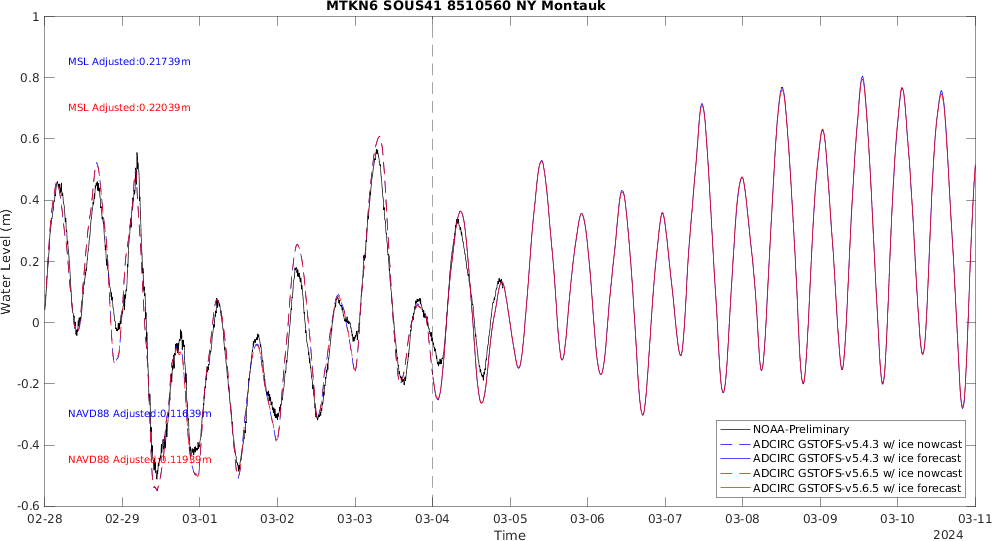 MTKN6 SOUS41 8510560 NY Montauk
1
0.8
0.6
0.4
0.2
0
-0.2
-0.4
-0.6
Water Level (m)
MSL Adjusted:0.21739m
MSL Adjusted:0.22039m
NAVD88 Adjusted:0.11639m
NAVD88 Adjusted:0.11939m
NOAA-Preliminary
ADCIRC GSTOFS-v5.4.3 w/ ice nowcast
ADCIRC GSTOFS-v5.4.3 w/ ice forecast
ADCIRC GSTOFS-v5.6.5 w/ ice nowcast
ADCIRC GSTOFS-v5.6.5 w/ ice forecast
02-28 02-29 03-01 03-02 03-03 03-04 03-05 03-06 03-07 03-08 03-09 03-10 03-11
Time
2024